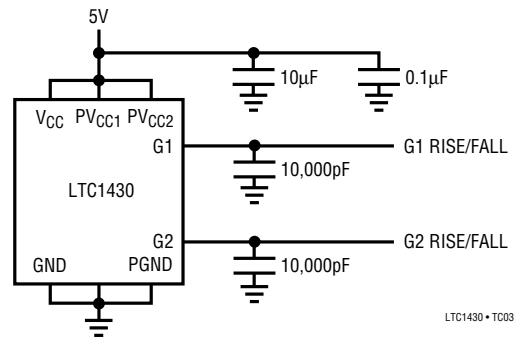 5V
10µF
0.1µF
VCC PVCC1 PVCC2
G1
G1 RISE/FALL
10,000pF
LTC1430
G2
G2 RISE/FALL
GND
PGND
10,000pF
LTC1430 • TC03